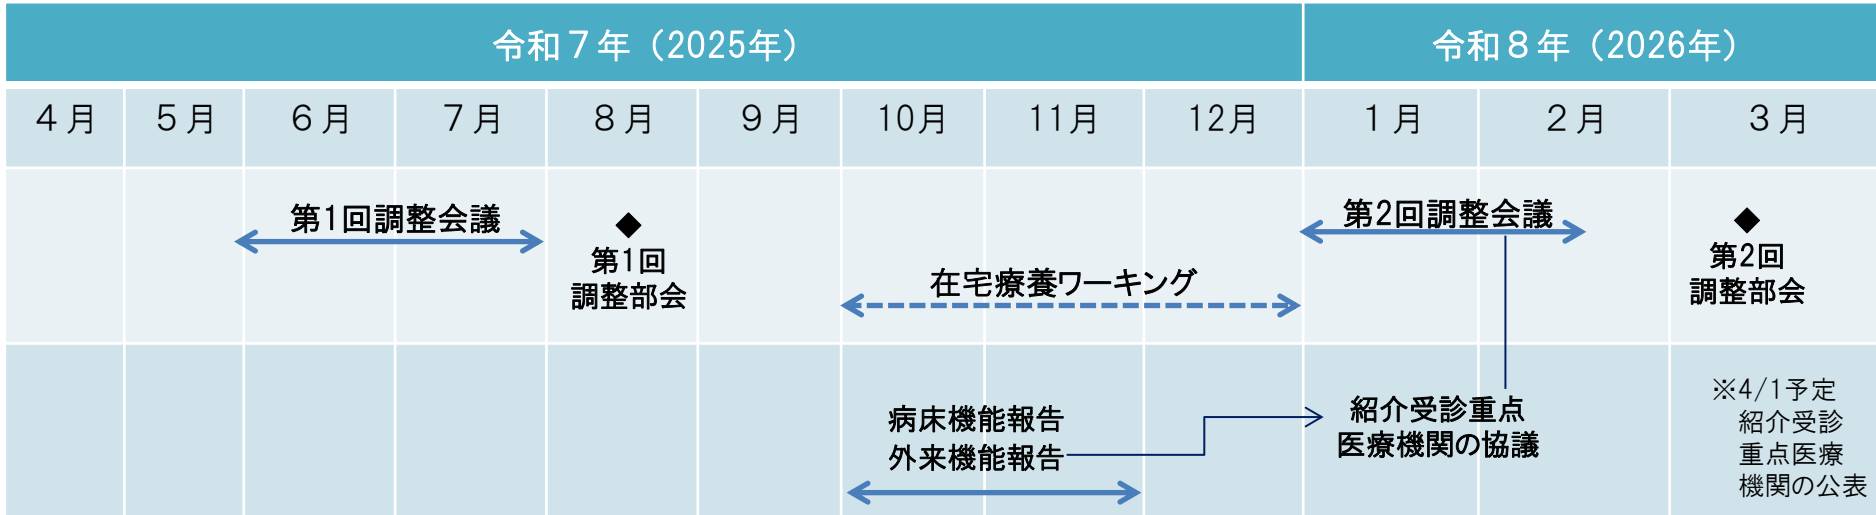 令和７年（2025年）
令和８年（2026年）
４月 ５月 ６月 ７月 ８月 ９月 10月 11月 12月 １月 ２月 ３月
第1回調整会議
◆
第1回
調整部会
在宅療養ワーキング
第2回調整会議
◆
第2回
調整部会
病床機能報告
外来機能報告
紹介受診重点
医療機関の協議
※4/1予定
紹介受診
重点医療
機関の公表